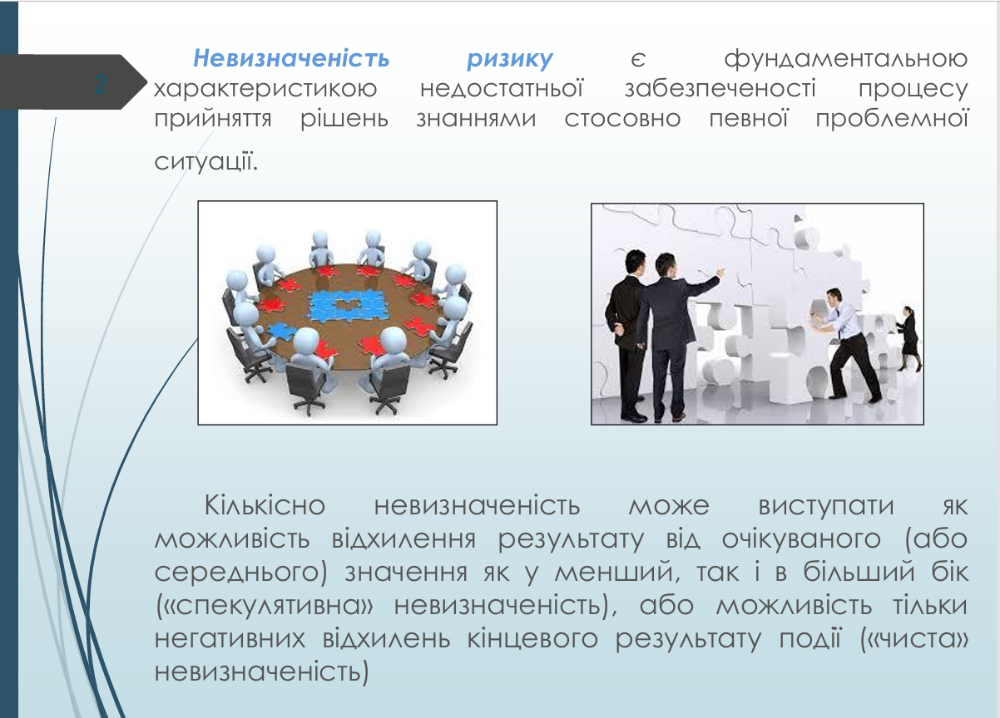 Невизначеність ризику є фундаментальною
2
характеристикою недостатньої забезпеченості процесу
прийняття рішень знаннями стосовно певної проблемної
ситуації.
Кількісно невизначеність може виступати як
можливість відхилення результату від очікуваного (або
середнього) значення як у менший, так і в більший бік
(«спекулятивна» невизначеність), або можливість тільки
негативних відхилень кінцевого результату події («чиста»
невизначеність)